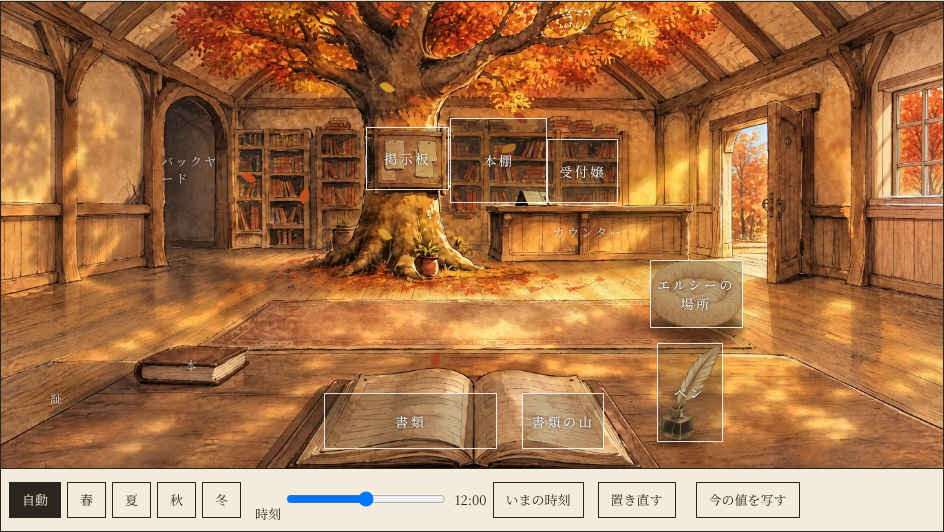 掲示板
本棚
受付嬢
バックヤ
ード
カウンター
エルシーの
場所
本
ペン
証
書類
書類の山
自動
春
夏
秋
冬
時刻
12:00
いまの時刻
置き直す
今の値を写す